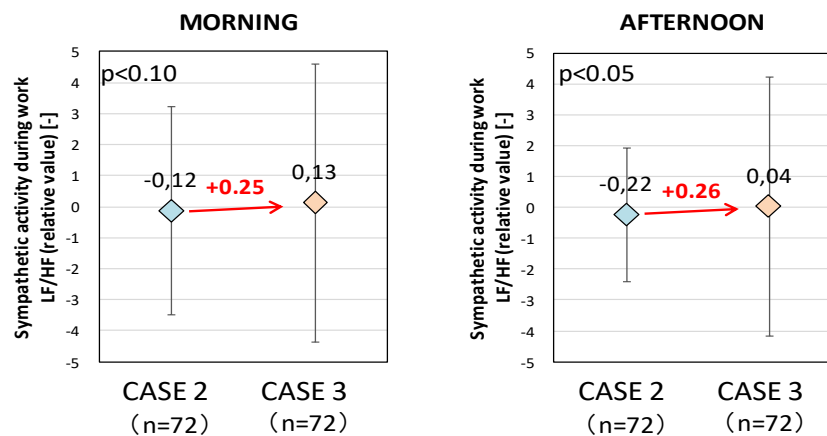 MORNING
Sympathetic activity during work
LF/HF (relative value) [-]
5
4
3
2
1
0
-1
-2
-3
-4
-5
p<0.10
-0,12
+0.25
0,13
CASE 2
（n=72）
CASE 3
（n=72）
AFTERNOON
Sympathetic activity during work
LF/HF (relative value) [-]
5
4
3
2
1
0
-1
-2
-3
-4
-5
p<0.05
-0,22
+0.26
0,04
CASE 2
（n=72）
CASE 3
（n=72）